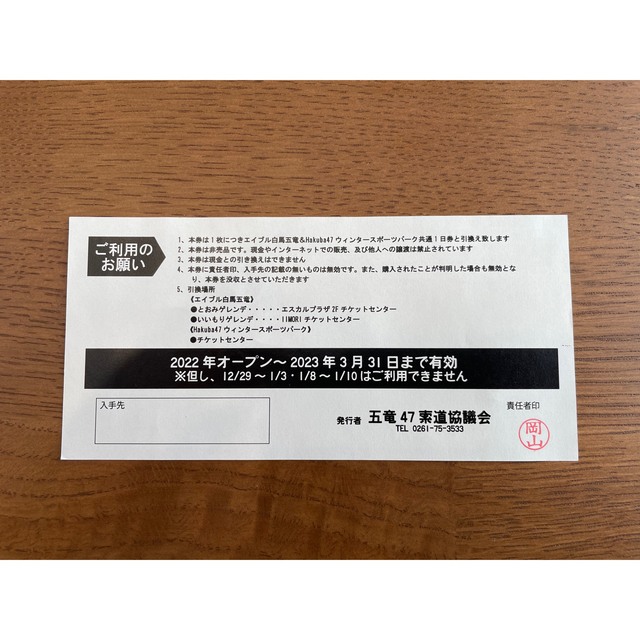 ご利用の
お願い
1、本券は1枚につきエイブル白馬五竜&Hakuba47ウィンタースポーツパーク共通1日券と引換え致します
2、本券は非売品です。現金やインターネットでの販売、及び他人への譲渡は禁止されています
3、本券は現金との引き換えはできません
4、本券に責任者印、入手先の記載の無いものは無効です。また、購入されたことが判明した場合も無効とな
り、本券を没収とさせていただきます
5、引換場所
《エイブル白馬五竜》
●とおみゲレンデ・・・・・エスカルプラザ2Fチケットセンター
●いいもりゲレンデ・・・・IIMORIチケットセンター
《Hakuba47ウィンタースポーツパーク》
●チケットセンター
2022年オープン～2023年3月31日まで有効
※但し、12/29～1/3・1/8～1/10はご利用できません
入手先
発行者 五竜47索道協議会
TEL 0261-75-3533
責任者印
岡山